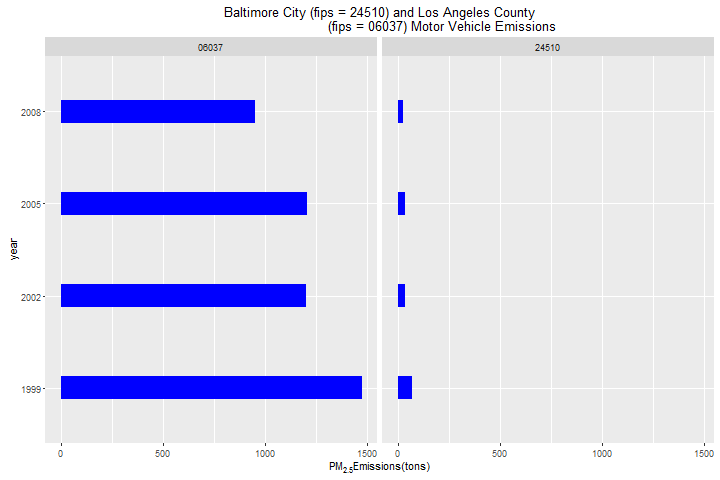 Baltimore City (fips = 24510) and Los Angeles County
(fips = 06037) Motor Vehicle Emissions
06037 24510
year
2008
2005
2002
1999
0 500 1000 1500 0 500 1000 1500
PM2.5Emissions(tons)